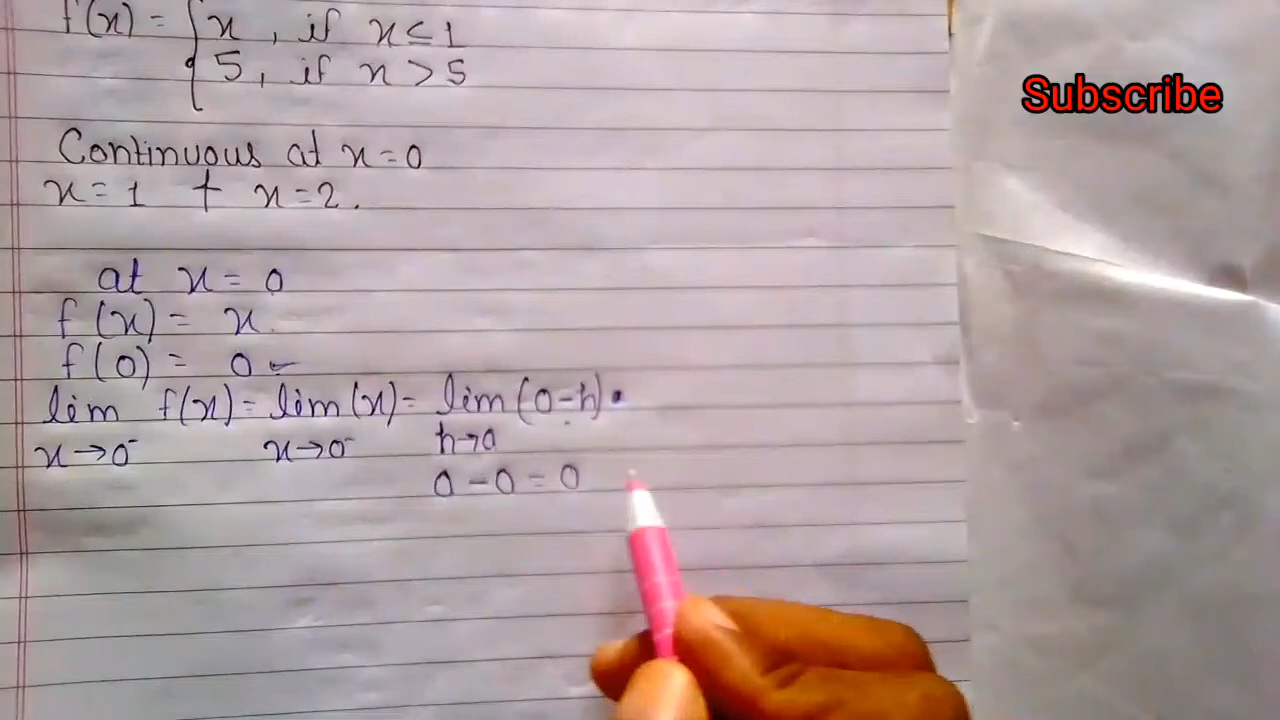 f(x) = { x , if x ≤ 1
5 , if x > 5
Subscribe
Continuous at x = 0
x = 1 + x = 2.
at x = 0
f(x) = x
f(0) = 0
lim f(x) = lim (x) = lim (0-h)
x→0⁻ x→0⁻ h→0
0 - 0 = 0